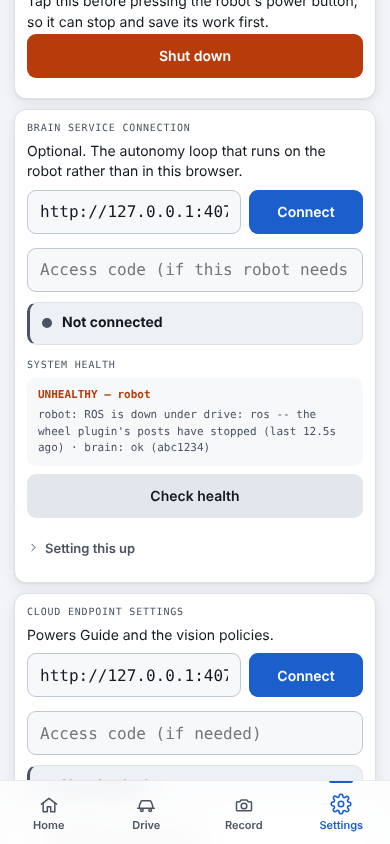 Tap this before pressing the robot's power button,
so it can stop and save its work first.
Shut down
BRAIN SERVICE CONNECTION
Optional. The autonomy loop that runs on the
robot rather than in this browser.
http://127.0.0.1:407
Connect
Access code (if this robot needs
Not connected
SYSTEM HEALTH
UNHEALTHY — robot
robot: ROS is down under drive: ros -- the
wheel plugin's posts have stopped (last 12.5s
ago) · brain: ok (abc1234)
Check health
Setting this up
CLOUD ENDPOINT SETTINGS
Powers Guide and the vision policies.
http://127.0.0.1:407
Connect
Access code (if needed)
Home
Drive
Record
Settings